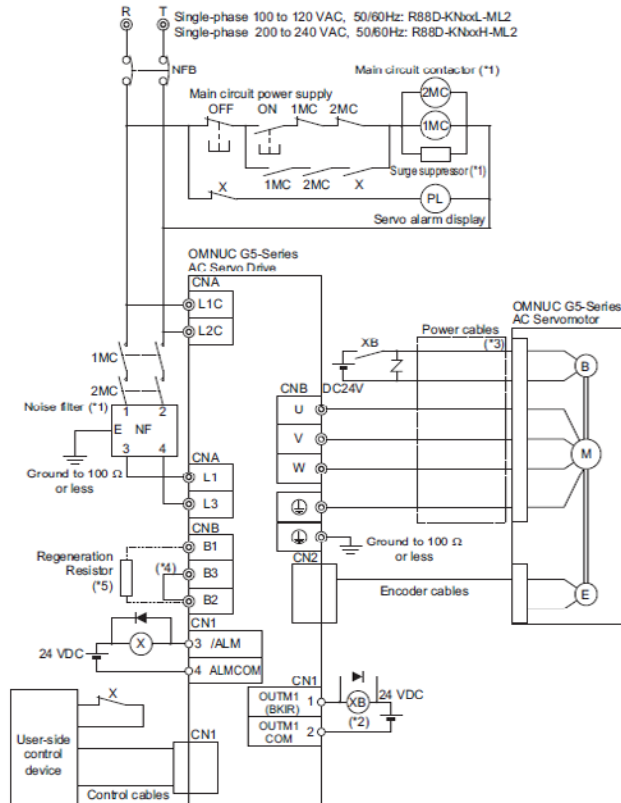 R T Single-phase 100 to 120 VAC, 50/60Hz: R88D-KNxxL-ML2
Single-phase 200 to 240 VAC, 50/60Hz: R88D-KNxxH-ML2
NFB
Main circuit contactor (*1)
Main circuit power supply
2MC
OFF ON 1MC 2MC
1MC
Surge suppressor (*1)
1MC 2MC X
X
PL
Servo alarm display
OMNUC G5-Series
AC Servo Drive
CNA
L1C
L2C
OMNUC G5-Series
AC Servomotor
Power cables
(*3)
XB
1MC
2MC
DC24V
B
CNB
Noise filter (*1)
1 2
E NF
3 4
U
V
W
M
Ground to 100 Ω
or less
CNA
L1
L3
CNB
B1
B3
B2
Regeneration
Resistor
(*5)
(*4)
Ground to 100 Ω
or less
CN2
Encoder cables
E
CN1
3 /ALM
4 ALMCOM
X
24 VDC
CN1
OUTM1
(BKIR)
1
XB
24 VDC
(*2)
OUTM1
COM
2
X
User-side
control
device
CN1
Control cables